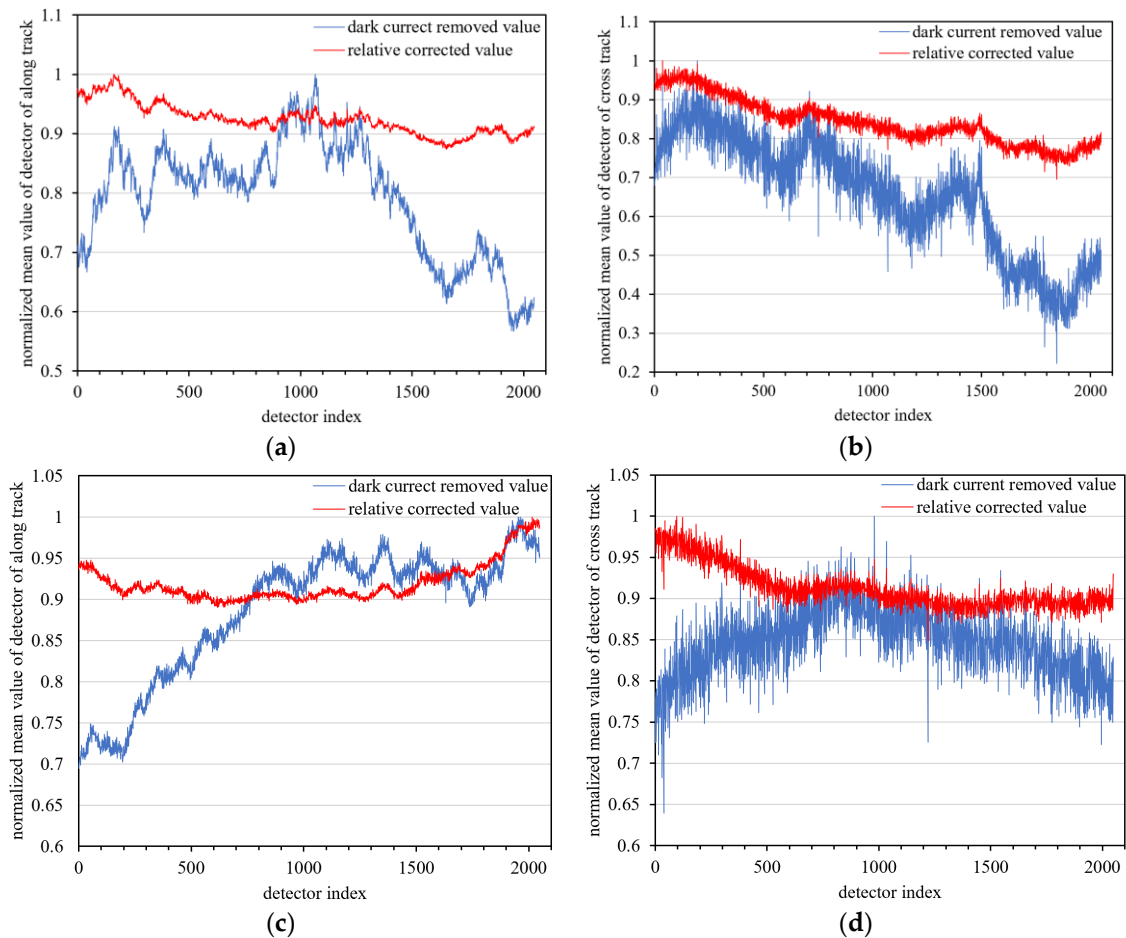 normalized mean value of detector of along track
1.1
1
0.9
0.8
0.7
0.6
0.5
dark currect removed value
relative corrected value
0
500
1000
1500
2000
detector index
(a)
normalized mean value of detector of cross track
1.1
1
0.9
0.8
0.7
0.6
0.5
0.4
0.3
0.2
dark current removed value
relative corrected value
0
500
1000
1500
2000
detector index
(b)
normalized mean value of detector of along track
1.05
1
0.95
0.9
0.85
0.8
0.75
0.7
0.65
0.6
dark currect removed value
relative corrected value
0
500
1000
1500
2000
detector index
(c)
normalized mean value of detector of cross track
1.05
1
0.95
0.9
0.85
0.8
0.75
0.7
0.65
0.6
dark current removed value
relative corrected value
0
500
1000
1500
2000
detector index
(d)